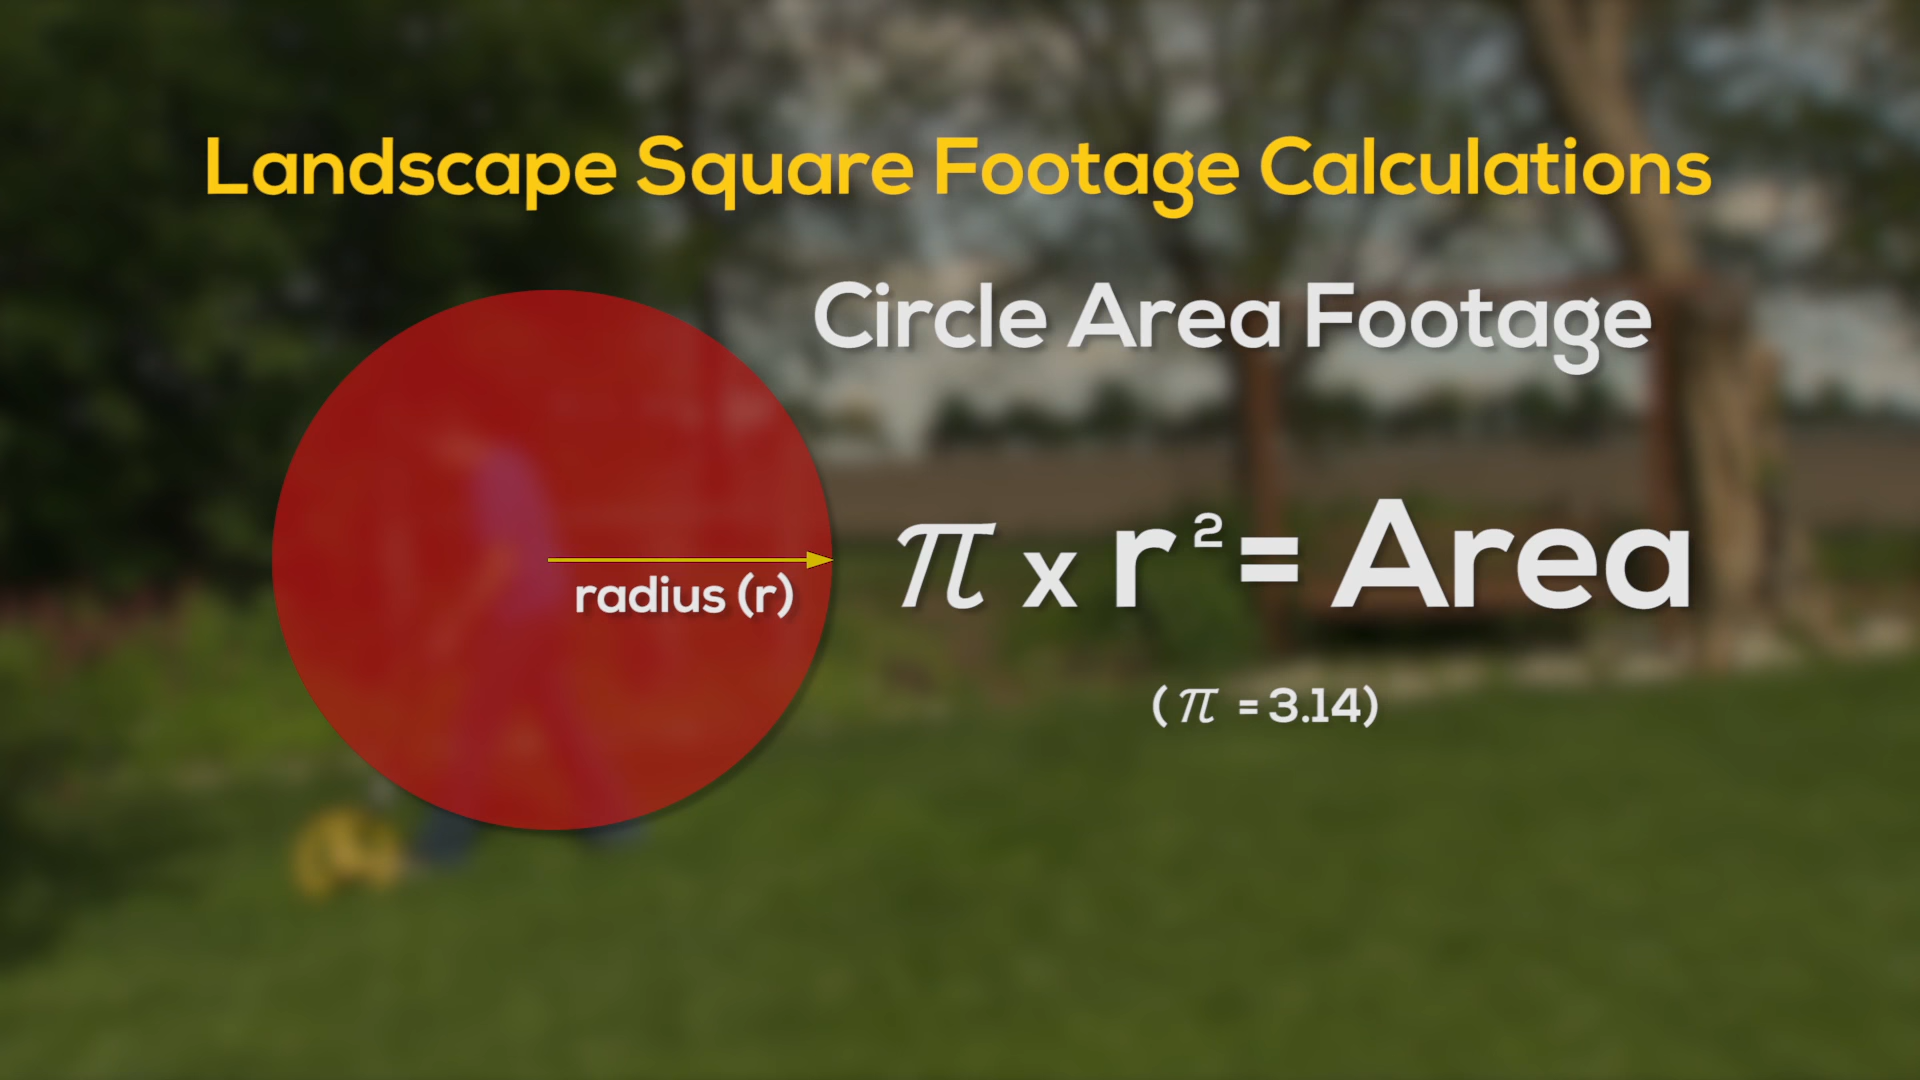 Landscape Square Footage Calculations
Circle Area Footage
π x r² = Area
radius (r)
( π = 3.14)